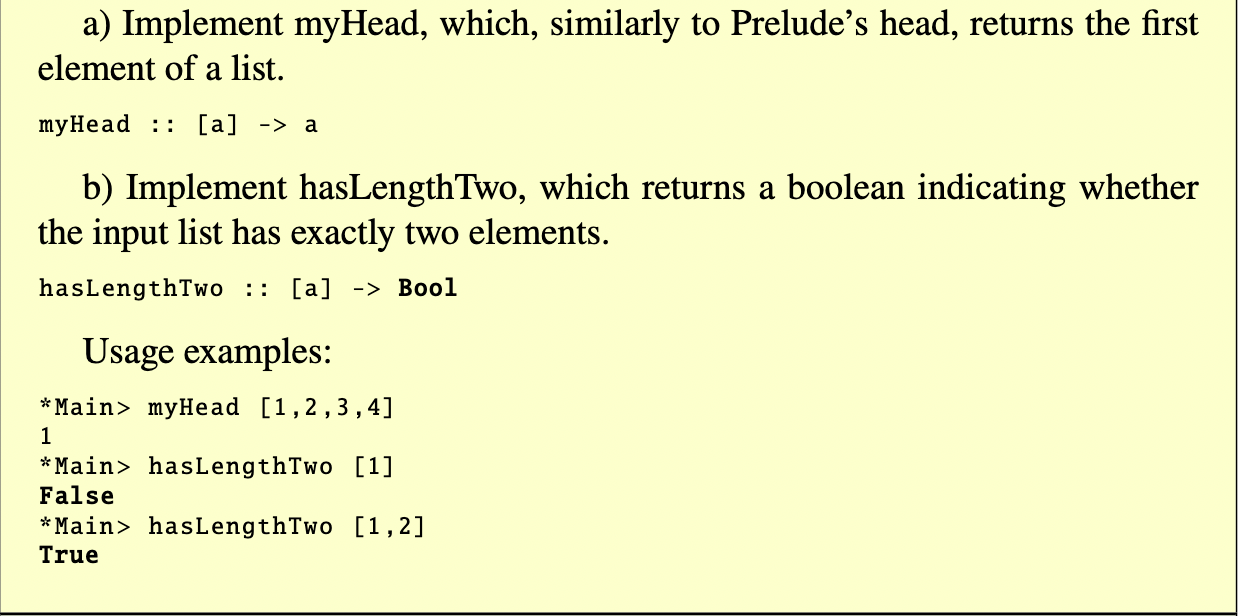 a) Implement myHead, which, similarly to Prelude’s head, returns the first
element of a list.
myHead :: [a] -> a
b) Implement hasLengthTwo, which returns a boolean indicating whether
the input list has exactly two elements.
hasLengthTwo :: [a] -> Bool
Usage examples:
*Main> myHead [1,2,3,4]
1
*Main> hasLengthTwo [1]
False
*Main> hasLengthTwo [1,2]
True